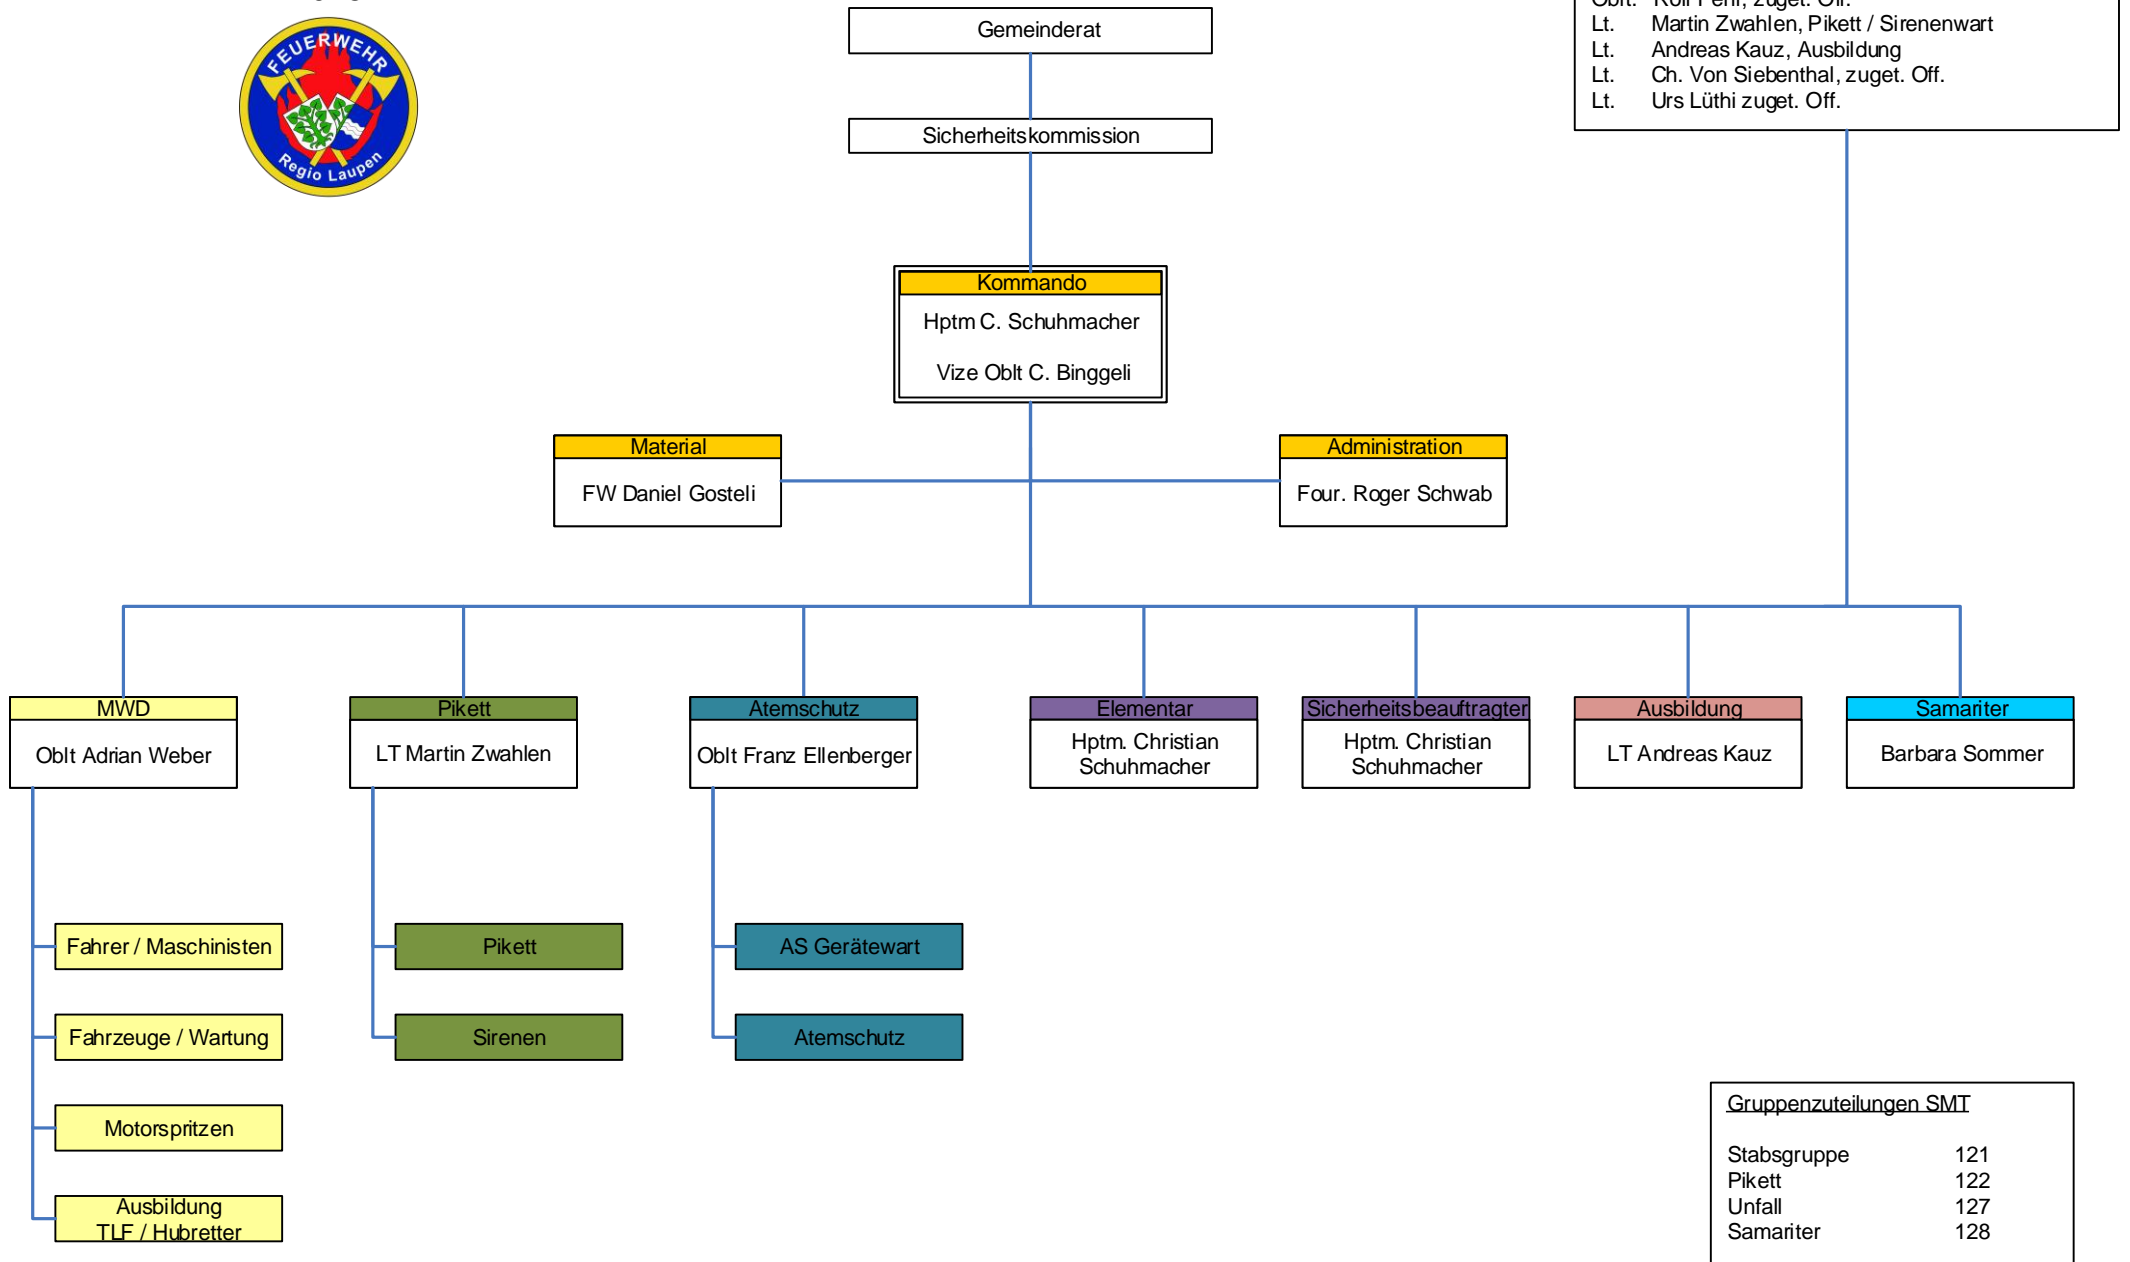 FEUERWEHR
Regio Laupen
Gemeinderat
Sicherheitskommission
Lt. Martin Zwahlen, Pikett / Sirenenwart
Lt. Andreas Kauz, Ausbildung
Lt. Ch. Von Siebenthal, zuget. Off.
Lt. Urs Lüthi zuget. Off.
Kommando
Hptm C. Schuhmacher
Vize Oblt C. Binggeli
Material
FW Daniel Gosteli
Administration
Four. Roger Schwab
MWD
Oblt Adrian Weber
Pikett
LT Martin Zwahlen
Atemschutz
Oblt Franz Ellenberger
Elementar
Hptm. Christian
Schuhmacher
Sicherheitsbeauftragter
Hptm. Christian
Schuhmacher
Ausbildung
LT Andreas Kauz
Samariter
Barbara Sommer
Fahrer / Maschinisten
Fahrzeuge / Wartung
Motorspritzen
Ausbildung
TLF / Hubretter
Pikett
Sirenen
AS Gerätewart
Atemschutz
Gruppenzuteilungen SMT
Stabsgruppe 121
Pikett 122
Unfall 127
Samariter 128